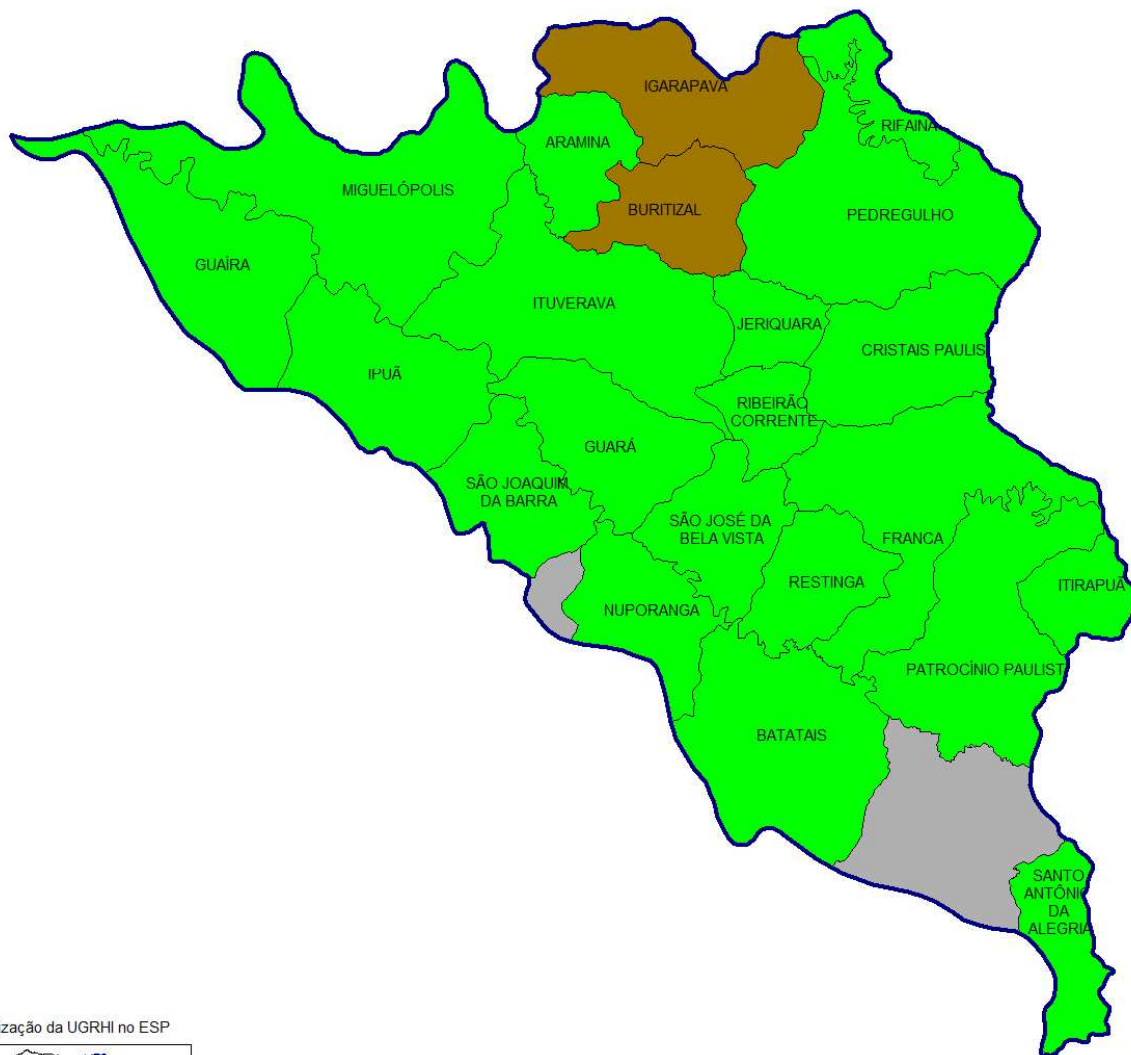 IGARAPAVA
ARAMINA
RIFAINA
MIGUELÓPOLIS
BURITIZAL
PEDREGULHO
GUAÍRA
ITUVERAVA
JERIQUARA
CRISTAIS PAULIS
IPUÃ
RIBEIRÃO
CORRENTE
GUARÁ
SÃO JOAQUIM
DA BARRA
SÃO JOSÉ DA
BELA VISTA
FRANCA
RESTINGA
ITIRAPUÃ
NUPORANGA
PATROCÍNIO PAULIST
BATATAIS
SANTO
ANTÔNIO
DA
ALEGRIA
ização da UGRHI no ESP